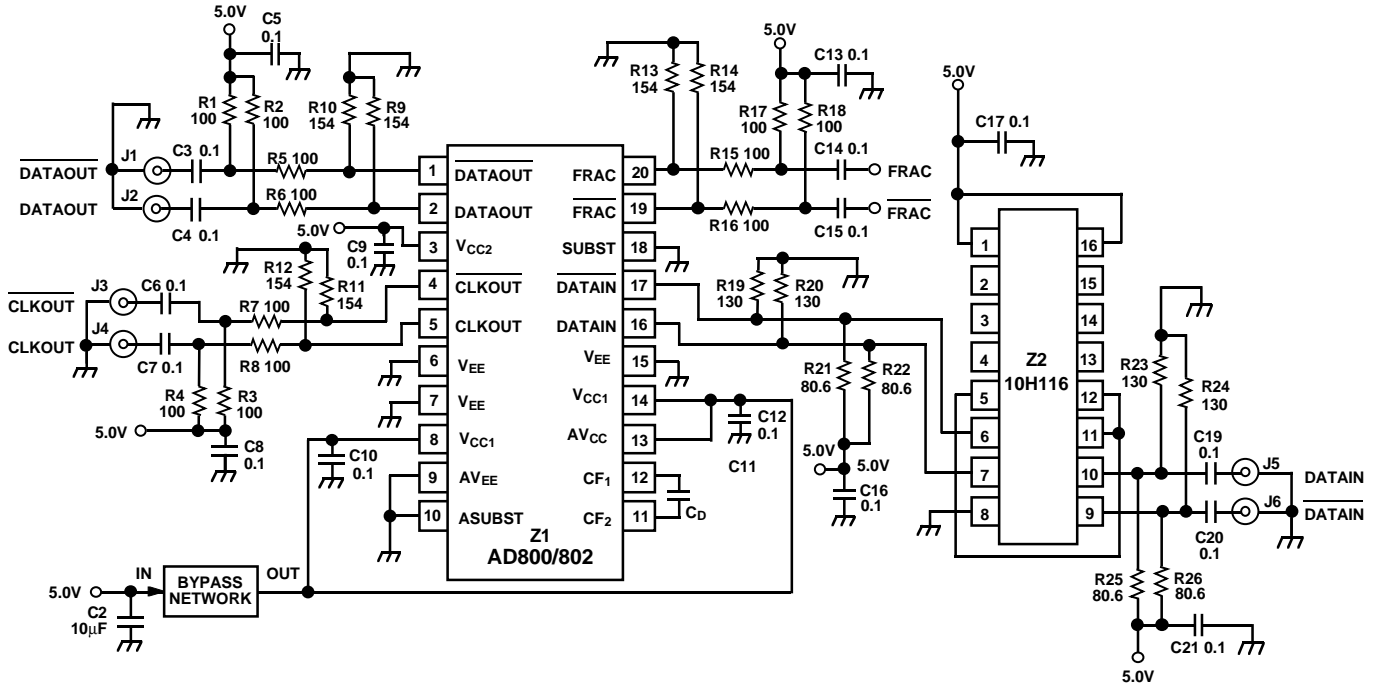 5.0V
C5
0.1
R1
100
R2
100
R10
154
R9
154
C3 0.1
J1
DATAOUT
R5 100
J2
DATAOUT
R6 100
C4 0.1
5.0V
C9
0.1
R12
154
R11
154
J3
C6 0.1
CLKOUT
R7 100
J4
CLKOUT
C7 0.1
R8 100
R4
100
R3
100
5.0V
C8
0.1
C10
0.1
5.0V
IN
BYPASS
NETWORK
OUT
C2
10μF
1
DATAOUT
2
DATAOUT
3
VCC2
4
CLKOUT
5
CLKOUT
6
VEE
7
VEE
8
VCC1
9
AVEE
10
ASUBST
FRAC
20
FRAC
19
SUBST
18
DATAIN
17
DATAIN
16
VEE
15
VCC1
14
AVCC
13
CF1
12
CF2
11
Z1
AD800/802
R13
154
R14
154
5.0V
C13 0.1
R17
100
R18
100
R15 100
C14 0.1
FRAC
R16 100
C15 0.1
FRAC
R19
130
R20
130
R21
80.6
R22
80.6
C12
0.1
C11
CD
5.0V
5.0V
C16
0.1
5.0V
C17 0.1
1
16
2
15
3
14
4
13
Z2
10H116
5
12
6
11
7
10
8
9
R23
130
R24
130
C19
0.1
J5
DATAIN
J6
DATAIN
C20
0.1
R25
80.6
R26
80.6
C21 0.1
5.0V